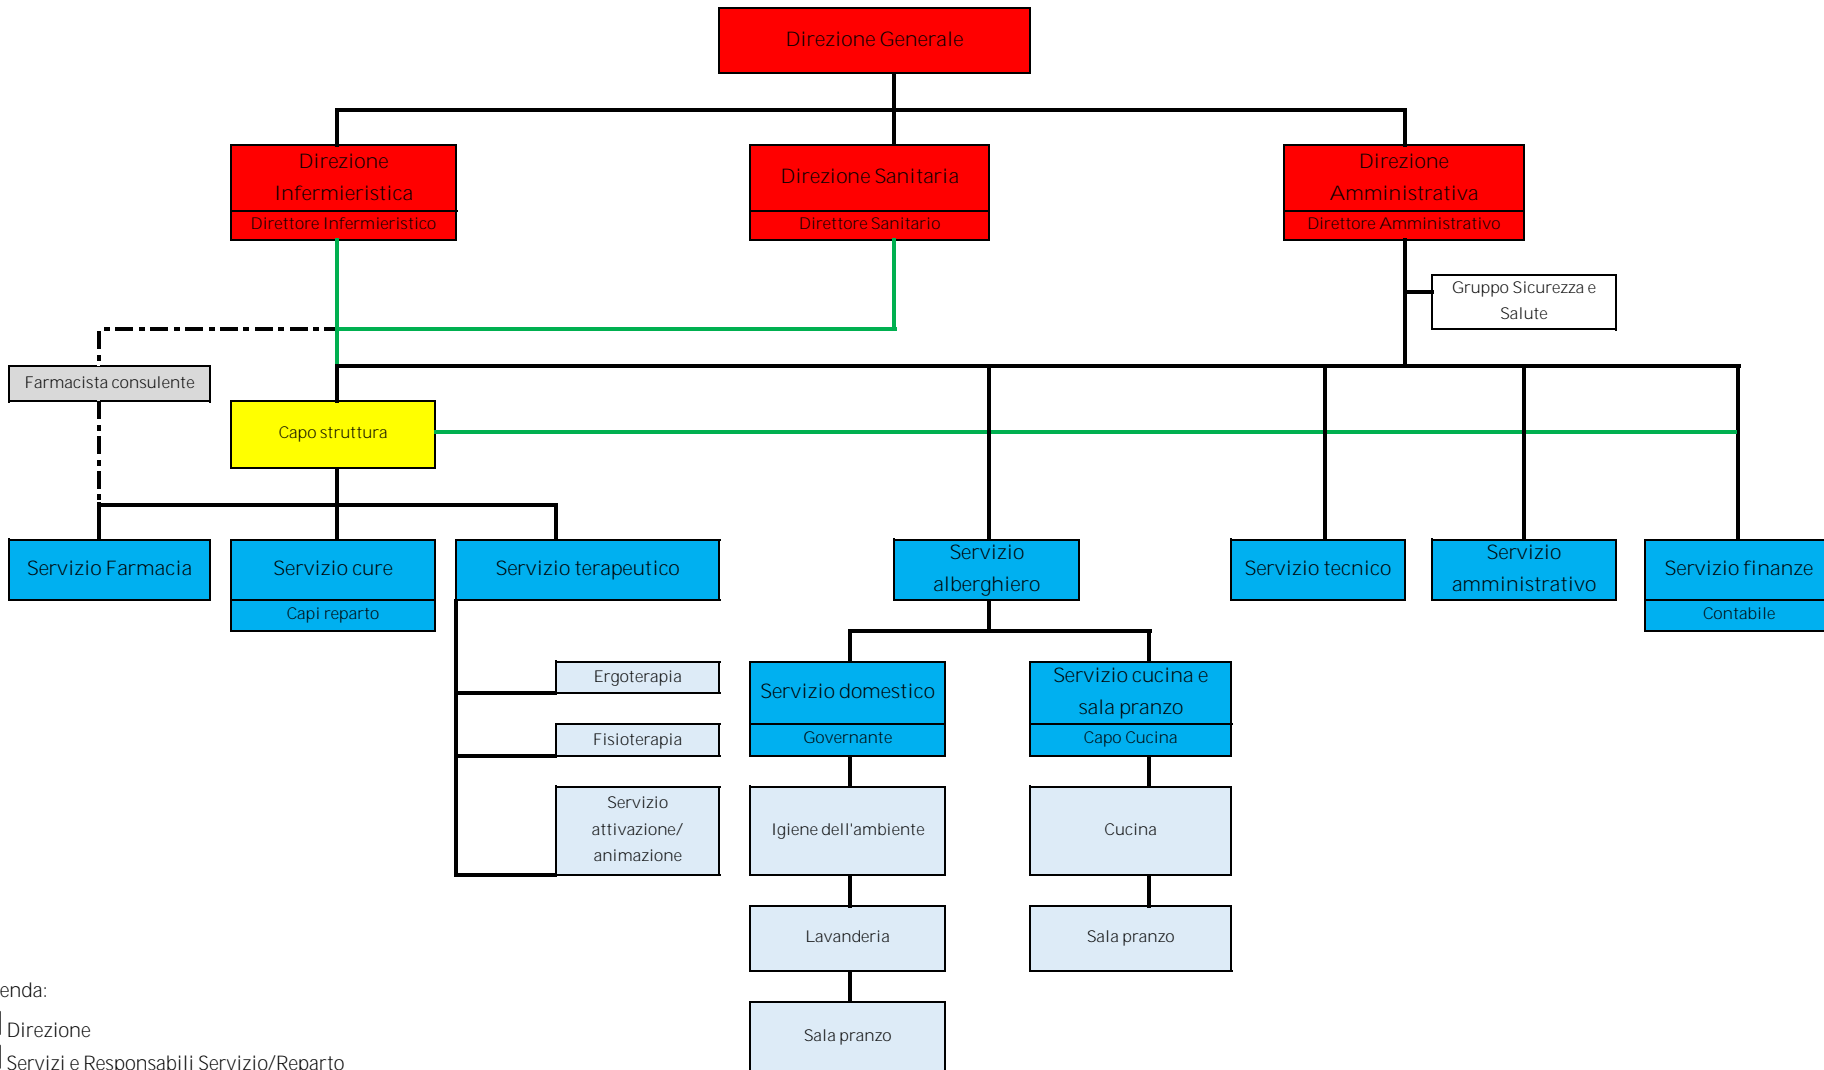 Direzione Generale
Direzione
Infermieristica
Direttore Infermieristico
Direzione Sanitaria
Direttore Sanitario
Direzione
Amministrativa
Direttore Amministrativo
Gruppo Sicurezza e
Salute
Farmacista consulente
Capo struttura
Servizio Farmacia
Servizio cure
Capi reparto
Servizio terapeutico
Servizio
alberghiero
Servizio tecnico
Servizio
amministrativo
Servizio finanze
Contabile
Ergoterapia
Fisioterapia
Servizio
attivazione/
animazione
Servizio domestico
Governante
Servizio cucina e
sala pranzo
Capo Cucina
Igiene dell'ambiente
Cucina
Lavanderia
Sala pranzo
Sala pranzo
enda:
Direzione
Servizi e Responsabili Servizio/Reparto